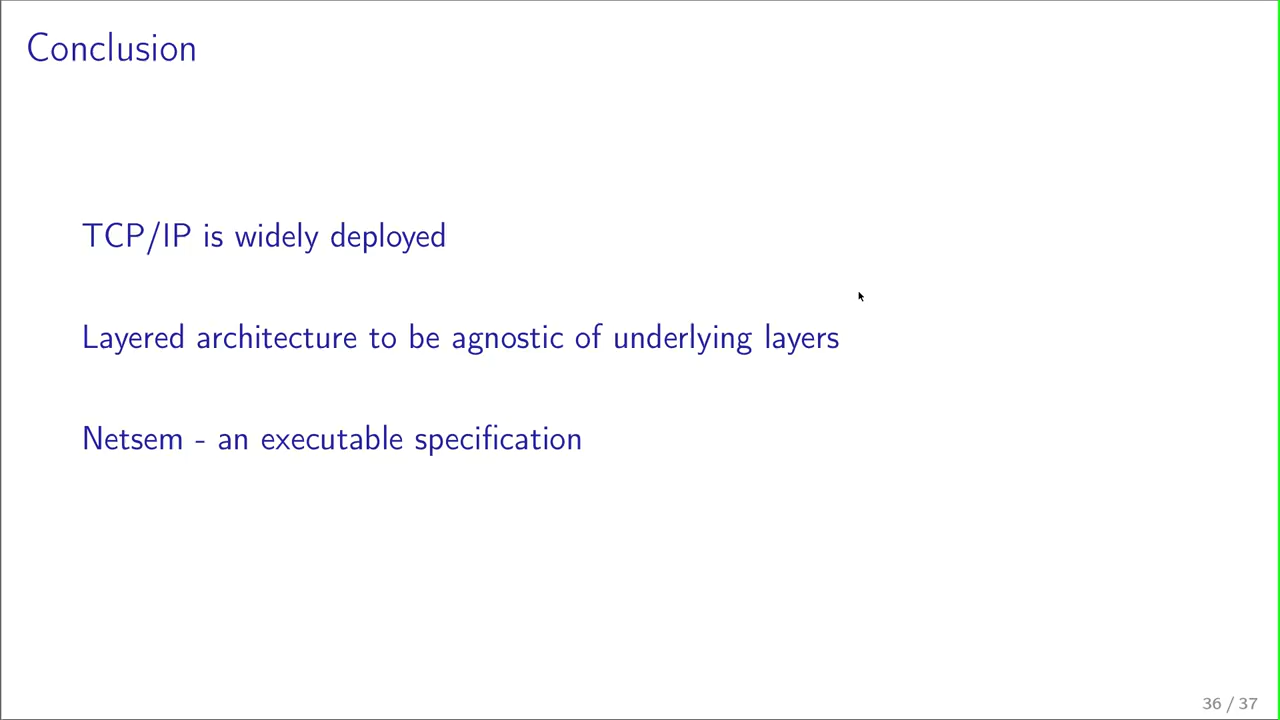 Conclusion
TCP/IP is widely deployed
Layered architecture to be agnostic of underlying layers
Netsem - an executable specification
36 / 37